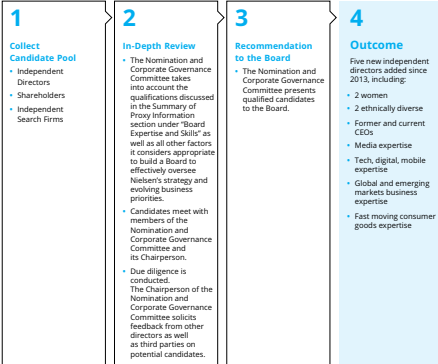 1
Collect
Candidate Pool
• Independent
Directors
• Shareholders
• Independent
Search Firms
2
In-Depth Review
• The Nomination and
Corporate Governance
Committee takes
into account the
qualifications discussed
in the Summary of
Proxy Information
section under “Board
Expertise and Skills” as
well as all other factors
it considers appropriate
to build a Board to
effectively oversee
Nielsen’s strategy and
evolving business
priorities.
• Candidates meet with
members of the
Nomination and
Corporate Governance
Committee and
its Chairperson.
• Due diligence is
conducted.
The Chairperson of the
Nomination and
Corporate Governance
Committee solicits
feedback from other
directors as well
as third parties on
potential candidates.
3
Recommendation
to the Board
• The Nomination and
Corporate Governance
Committee presents
qualified candidates
to the Board.
4
Outcome
Five new independent
directors added since
2013, including:
• 2 women
• 2 ethnically diverse
• Former and current
CEOs
• Media expertise
• Tech, digital, mobile
expertise
• Global and emerging
markets business
expertise
• Fast moving consumer
goods expertise